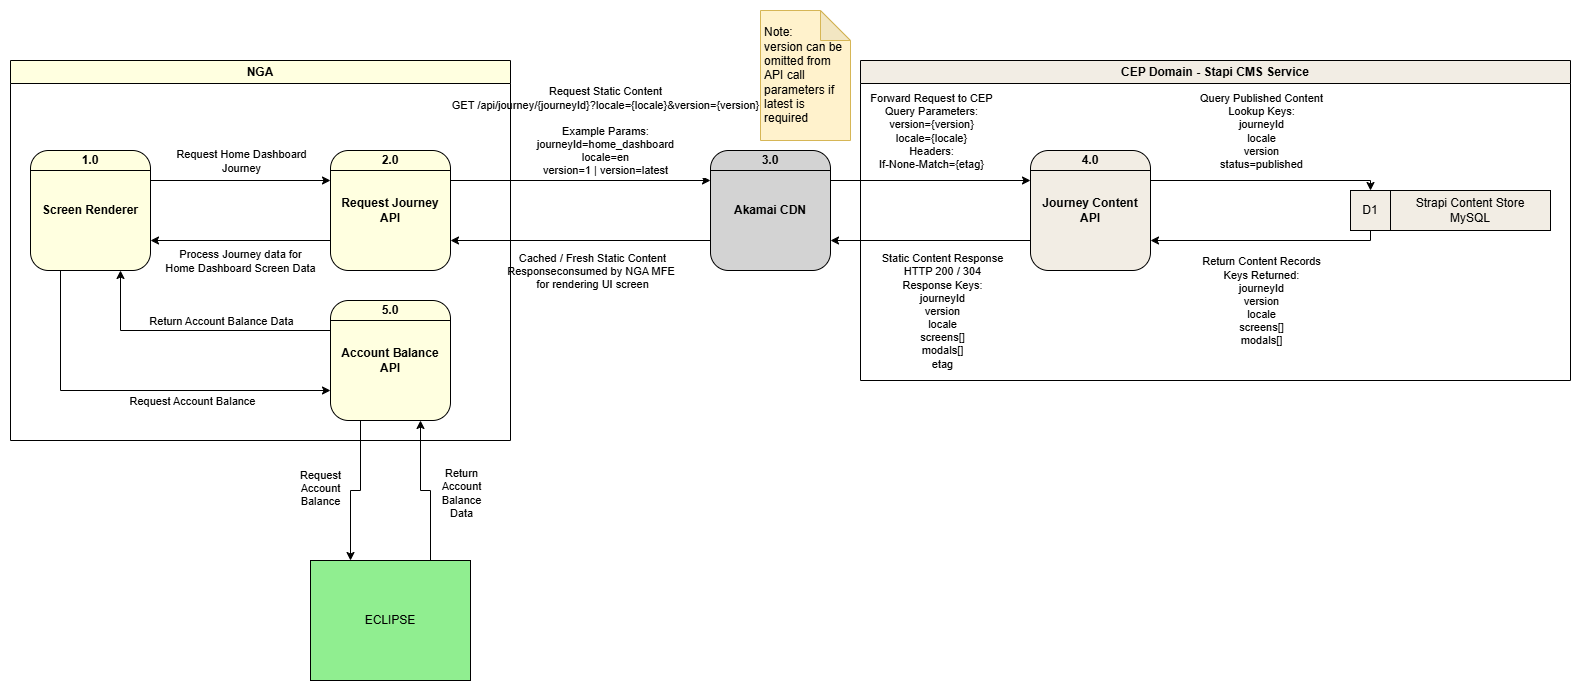 Note:
version can be
omitted from
API call
parameters if
latest is
required
NGA
CEP Domain - Stapi CMS Service
Request Static Content
GET /api/journey/{journeyId}?locale={locale}&version={version}
Example Params:
journeyId=home_dashboard
locale=en
version=1 | version=latest
Forward Request to CEP
Query Parameters:
version={version}
locale={locale}
Headers:
If-None-Match={etag}
Query Published Content
Lookup Keys:
journeyId
locale
version
status=published
1.0
Screen Renderer
Request Home Dashboard
Journey
2.0
Request Journey
API
3.0
Akamai CDN
4.0
Journey Content
API
D1
Strapi Content Store
MySQL
Process Journey data for
Home Dashboard Screen Data
Cached / Fresh Static Content
Responseconsumed by NGA MFE
for rendering UI screen
Static Content Response
HTTP 200 / 304
Response Keys:
journeyId
version
locale
screens[]
modals[]
etag
Return Content Records
Keys Returned:
journeyId
version
locale
screens[]
modals[]
Return Account Balance Data
5.0
Account Balance
API
Request Account Balance
Request
Account
Balance
Return
Account
Balance
Data
ECLIPSE